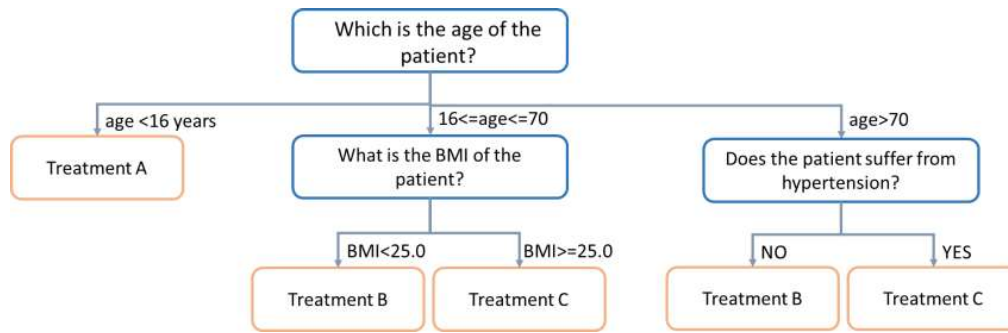 Which is the age of the
patient?
age <16 years
16<=age<=70
age>70
Treatment A
What is the BMI of the
patient?
Does the patient suffer from
hypertension?
BMI<25.0
BMI>=25.0
NO
YES
Treatment B
Treatment C
Treatment B
Treatment C